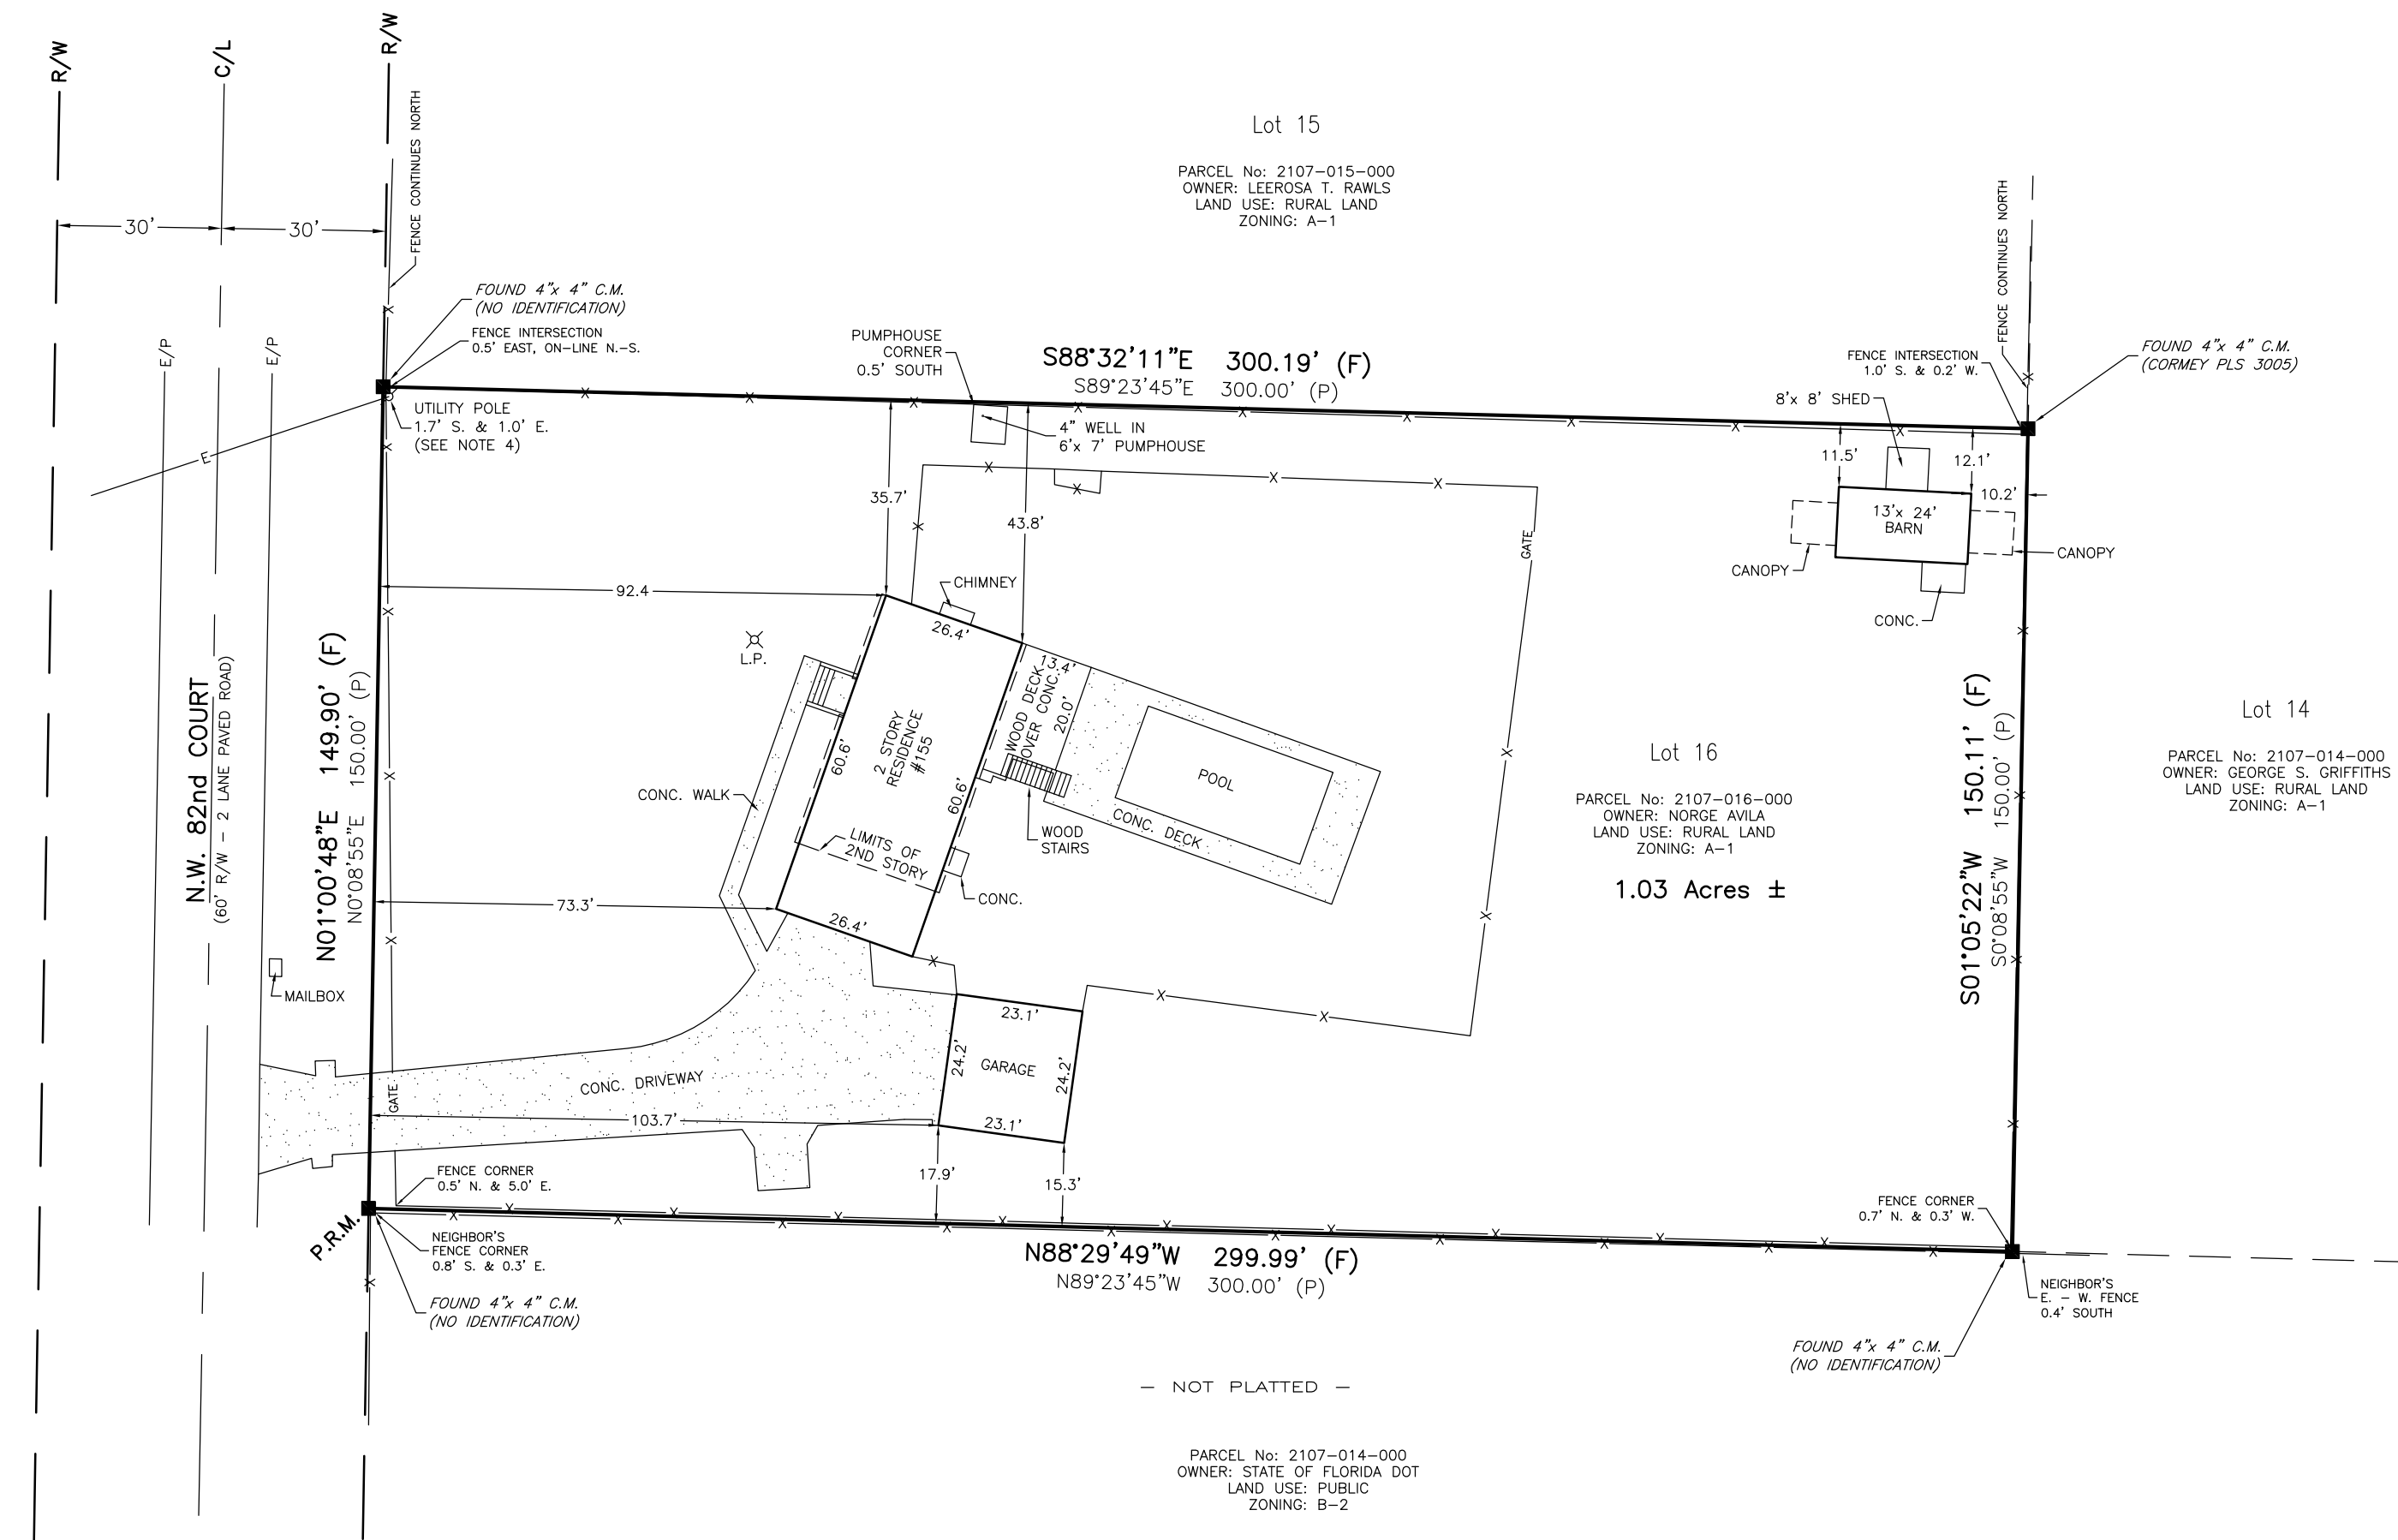 R/W
C/L
R/W
30'
30'
E/P
E/P
FENCE CONTINUES NORTH
FOUND 4"x 4" C.M.
(NO IDENTIFICATION)
FENCE INTERSECTION
0.5' EAST, ON-LINE N.-S.
UTILITY POLE
1.7' S. & 1.0' E.
(SEE NOTE 4)
E
Lot 15
PARCEL No: 2107-015-000
OWNER: LEEROSA T. RAWLS
LAND USE: RURAL LAND
ZONING: A-1
PUMPHOUSE
CORNER
0.5' SOUTH
S88°32'11"E 300.19' (F)
S89°23'45"E 300.00' (P)
4" WELL IN
6'x 7' PUMPHOUSE
FENCE CONTINUES NORTH
FENCE INTERSECTION
1.0' S. & 0.2' W.
FOUND 4"x 4" C.M.
(CORMEY PLS 3005)
8'x 8' SHED
11.5'
12.1'
10.2'
13'x 24'
BARN
CANOPY
CANOPY
CONC.
35.7'
43.8'
GATE
92.4
CHIMNEY
26.4'
L.P.
13.4'
WOOD DECK
OVER CONC.
20.0'
2 STORY
RESIDENCE
#155
60.6'
60.6'
POOL
CONC. DECK
CONC. WALK
WOOD
STAIRS
LIMITS OF
2ND STORY
CONC.
73.3'
26.4'
N.W. 82nd COURT
(60' R/W - 2 LANE PAVED ROAD)
N01°00'48"E 149.90' (F)
N0°08'55"E 150.00' (P)
MAILBOX
Lot 16
PARCEL No: 2107-016-000
OWNER: NORGE AVILA
LAND USE: RURAL LAND
ZONING: A-1
1.03 Acres ±
S01°05'22"W 150.11' (F)
S0°08'55"W 150.00' (P)
Lot 14
PARCEL No: 2107-014-000
OWNER: GEORGE S. GRIFFITHS
LAND USE: RURAL LAND
ZONING: A-1
23.1'
24.2'
GARAGE
24.2'
23.1'
CONC. DRIVEWAY
GATE
103.7'
17.9'
15.3'
FENCE CORNER
0.5' N. & 5.0' E.
P.R.M.
NEIGHBOR'S
FENCE CORNER
0.8' S. & 0.3' E.
FOUND 4"x 4" C.M.
(NO IDENTIFICATION)
N88°29'49"W 299.99' (F)
N89°23'45"W 300.00' (P)
FENCE CORNER
0.7' N. & 0.3' W.
NEIGHBOR'S
E. - W. FENCE
0.4' SOUTH
FOUND 4"x 4" C.M.
(NO IDENTIFICATION)
- NOT PLATTED -
PARCEL No: 2107-014-000
OWNER: STATE OF FLORIDA DOT
LAND USE: PUBLIC
ZONING: B-2